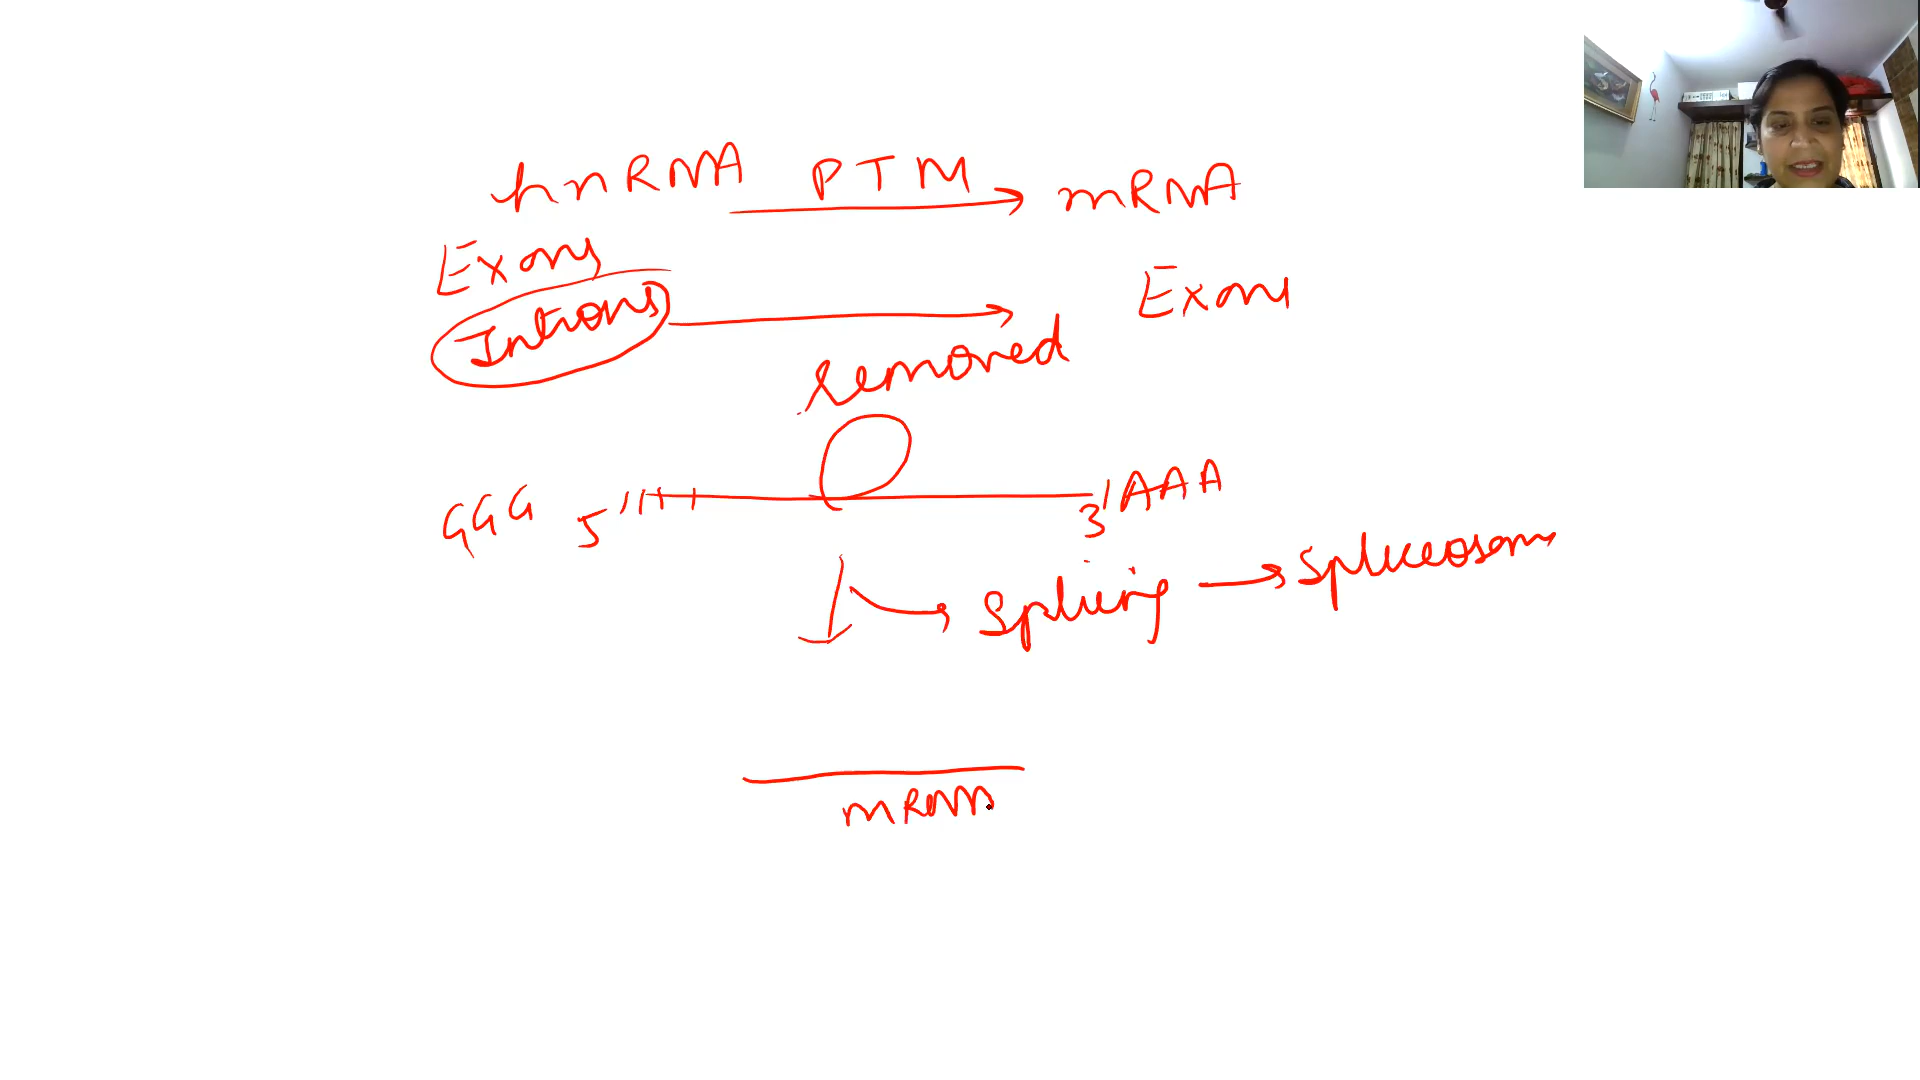 hnRNA PTM mRNA
Exons Exons
Introns
removed
GGG 5' 3' AAA
Splicing Spliceosome
mRNA